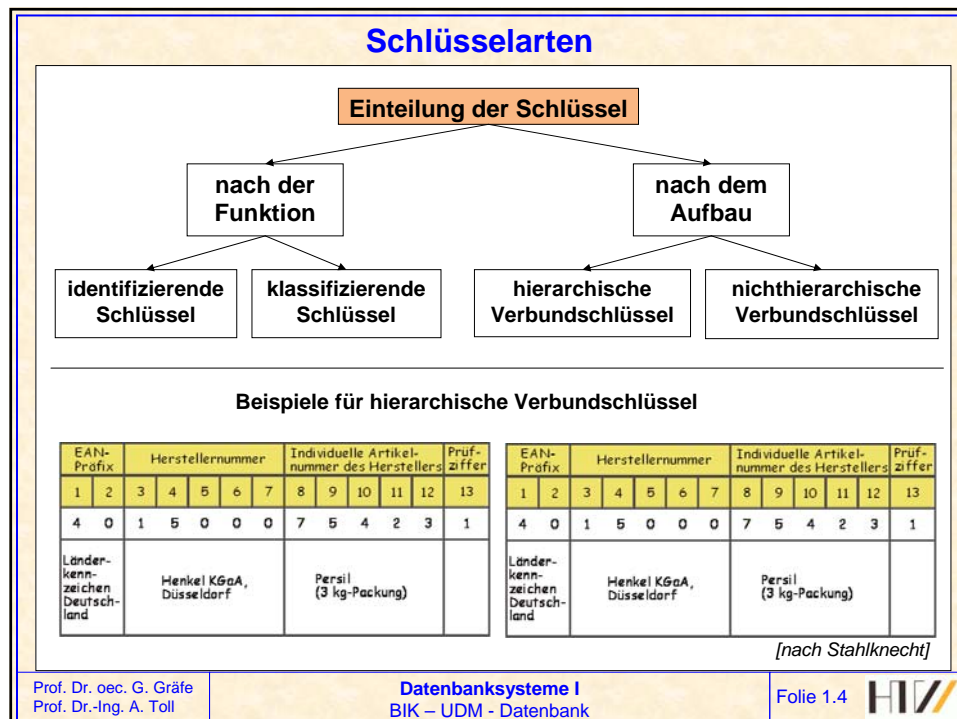 Schlüsselarten
Einteilung der Schlüssel
nach der
Funktion
nach dem
Aufbau
identifizierende
Schlüssel
klassifizierende
Schlüssel
hierarchische
Verbundschlüssel
nichthierarchische
Verbundschlüssel
Beispiele für hierarchische Verbundschlüssel
EAN-
Präfix
Herstellernummer
Individuelle Artikel-
nummer des Herstellers
Prüf-
ziffer
1 2 3 4 5 6 7 8 9 10 11 12 13
4 0 1 5 0 0 0 7 5 4 2 3 1
Länder-
kenn-
zeichen
Deutsch-
land
Henkel KGaA,
Düsseldorf
Persil
(3 kg-Packung)
EAN-
Präfix
Herstellernummer
Individuelle Artikel-
nummer des Herstellers
Prüf-
ziffer
1 2 3 4 5 6 7 8 9 10 11 12 13
4 0 1 5 0 0 0 7 5 4 2 3 1
Länder-
kenn-
zeichen
Deutsch-
land
Henkel KGaA,
Düsseldorf
Persil
(3 kg-Packung)
[nach Stahlknecht]
Prof. Dr. oec. G. Gräfe
Prof. Dr.-Ing. A. Toll
Datenbanksysteme I
BIK – UDM - Datenbank
Folie 1.4
HTW